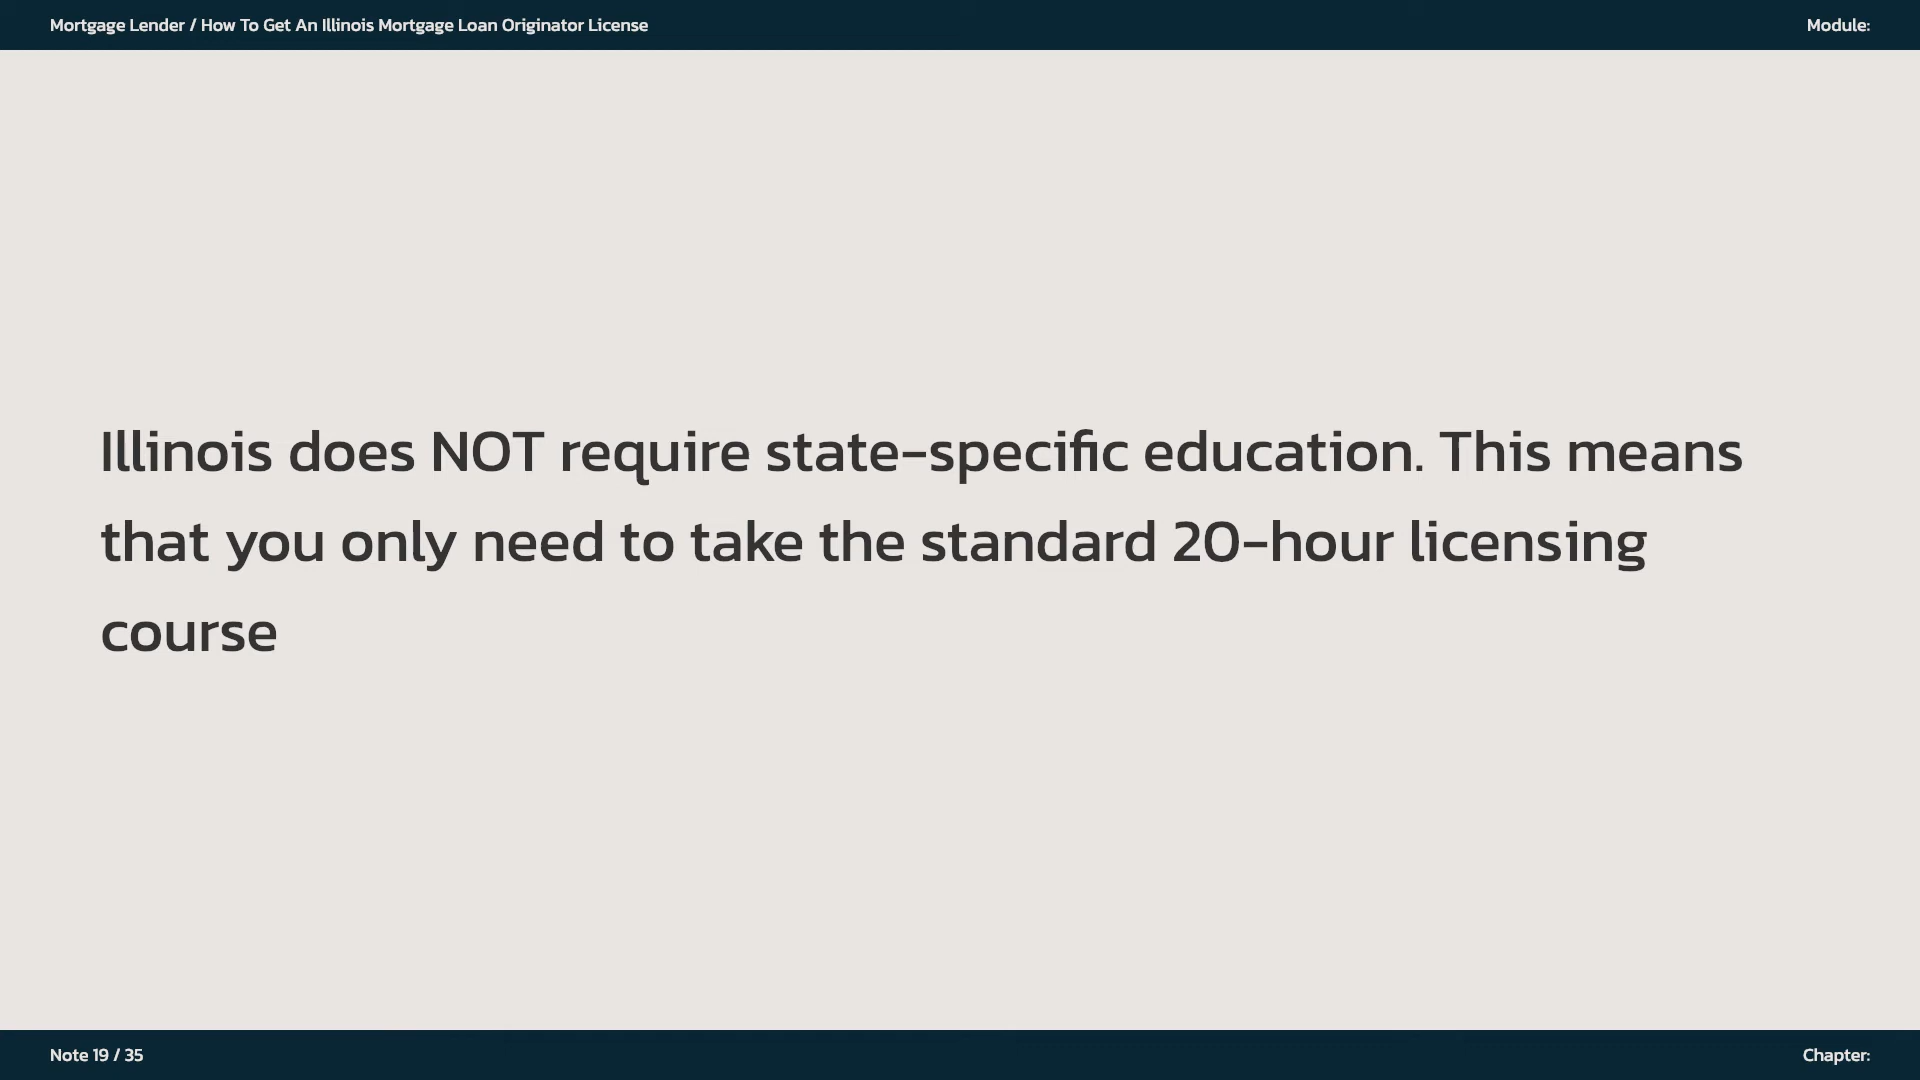 Mortgage Lender / How To Get An Illinois Mortgage Loan Originator License
Module:
Illinois does NOT require state-specific education. This means
that you only need to take the standard 20-hour licensing
course
Note 19 / 35
Chapter: